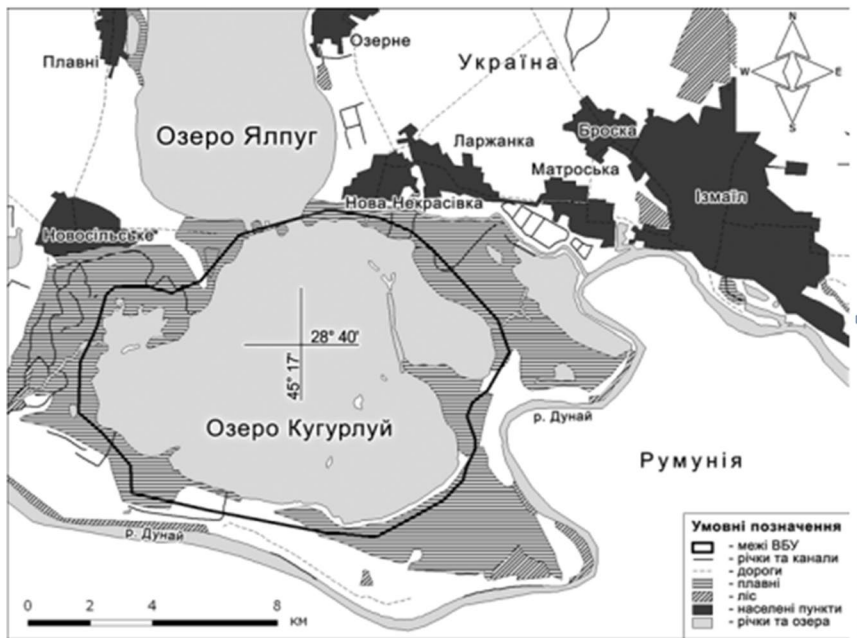 Плавні
Озерне
Україна
N
W
E
S
Озеро Ялпуг
Броска
Ларжанка
Матроська
Ізмаїл
Нова Некрасівка
Новосільське
28° 40'
45° 17'
Озеро Кугурлуй
р. Дунай
Румунія
р. Дунай
Умовні позначення
- межі ВБУ
- річки та канали
- дороги
- плавні
- ліс
- населені пункти
- річки та озера
0 2 4 8
км